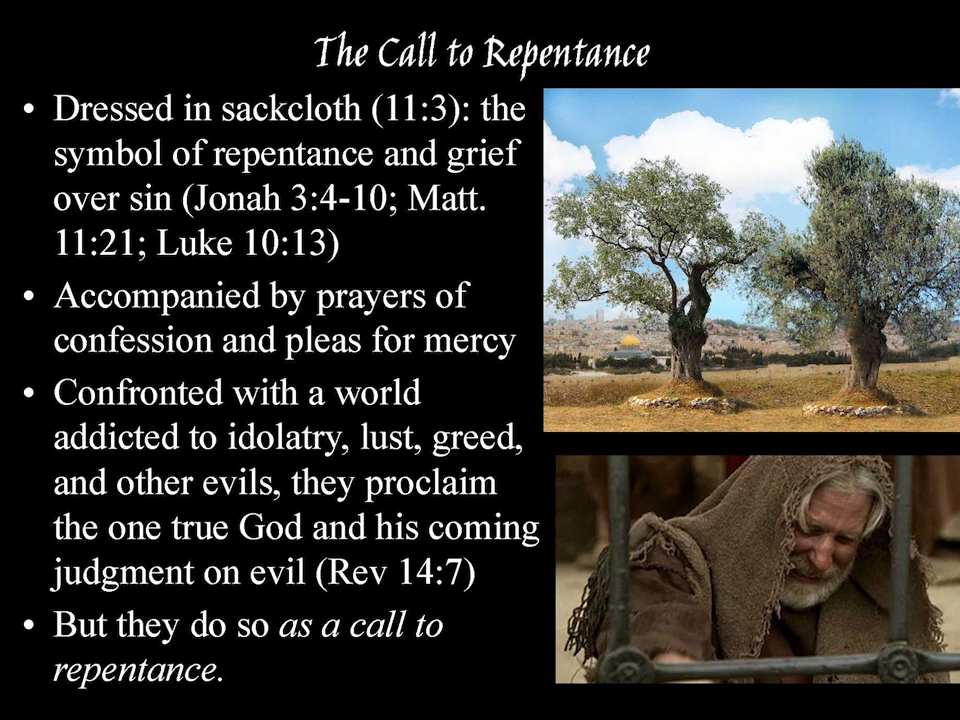 The Call to Repentance
• Dressed in sackcloth (11:3): the
symbol of repentance and grief
over sin (Jonah 3:4-10; Matt.
11:21; Luke 10:13)
• Accompanied by prayers of
confession and pleas for mercy
• Confronted with a world
addicted to idolatry, lust, greed,
and other evils, they proclaim
the one true God and his coming
judgment on evil (Rev 14:7)
• But they do so as a call to
repentance.